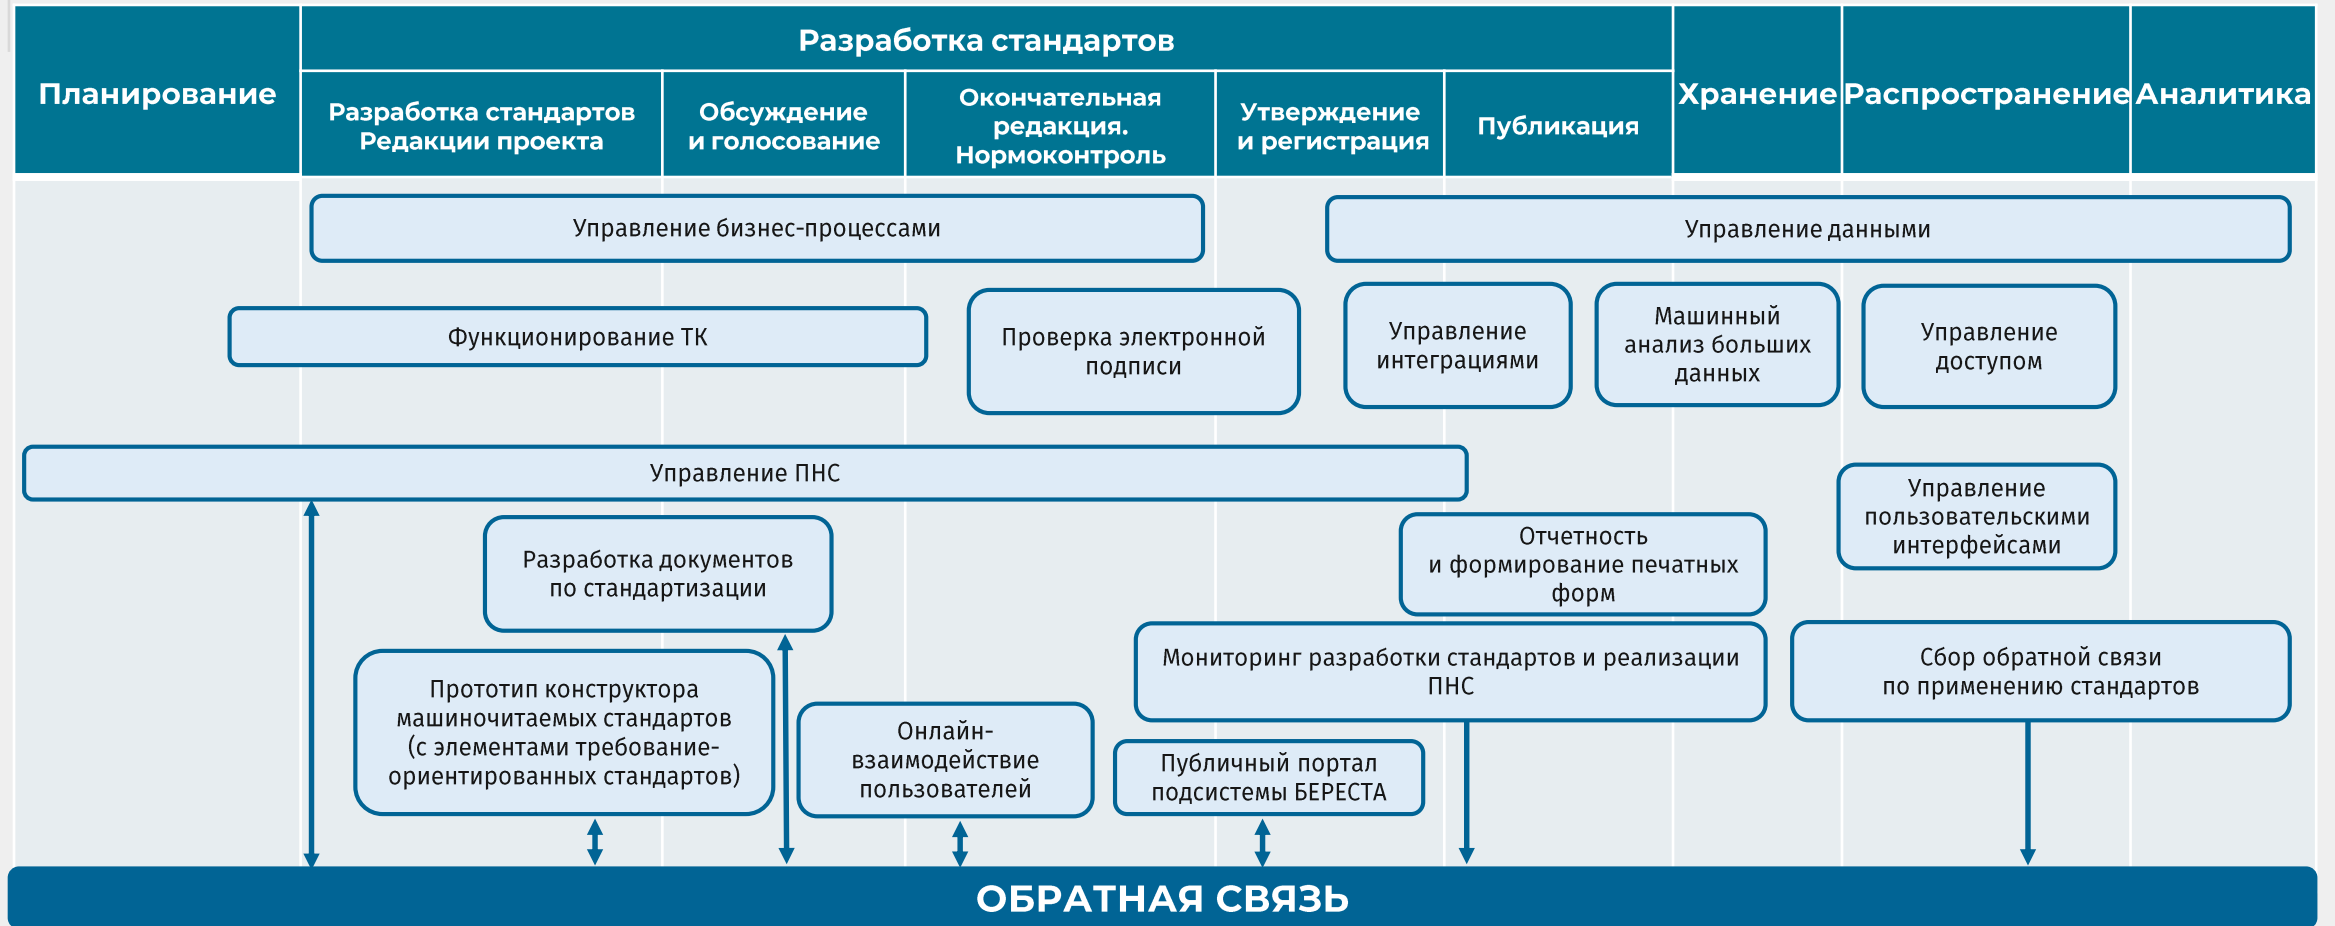 Планирование
Разработка стандартов
Разработка стандартов
Редакции проекта
Обсуждение
и голосование
Окончательная
редакция.
Нормоконтроль
Утверждение
и регистрация
Публикация
Хранение
Распространение
Аналитика
Управление бизнес-процессами
Управление данными
Функционирование ТК
Проверка электронной
подписи
Управление
интеграциями
Машинный
анализ больших
данных
Управление
доступом
Управление ПНС
Управление
пользовательскими
интерфейсами
Разработка документов
по стандартизации
Отчетность
и формирование печатных
форм
Мониторинг разработки стандартов и реализации
ПНС
Сбор обратной связи
по применению стандартов
Прототип конструктора
машиночитаемых стандартов
(с элементами требование-
ориентированных стандартов)
Онлайн-
взаимодействие
пользователей
Публичный портал
подсистемы БЕРЕСТА
ОБРАТНАЯ СВЯЗЬ